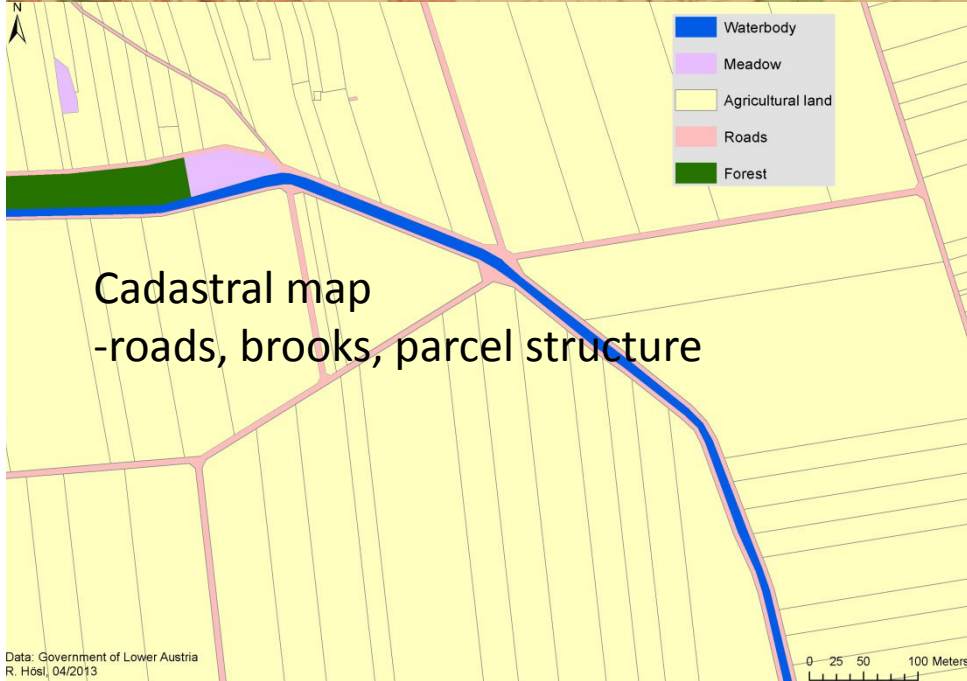 N
Waterbody
Meadow
Agricultural land
Roads
Forest
Cadastral map
-roads, brooks, parcel structure
Data: Government of Lower Austria
R. Hösl, 04/2013
0 25 50 100 Meters